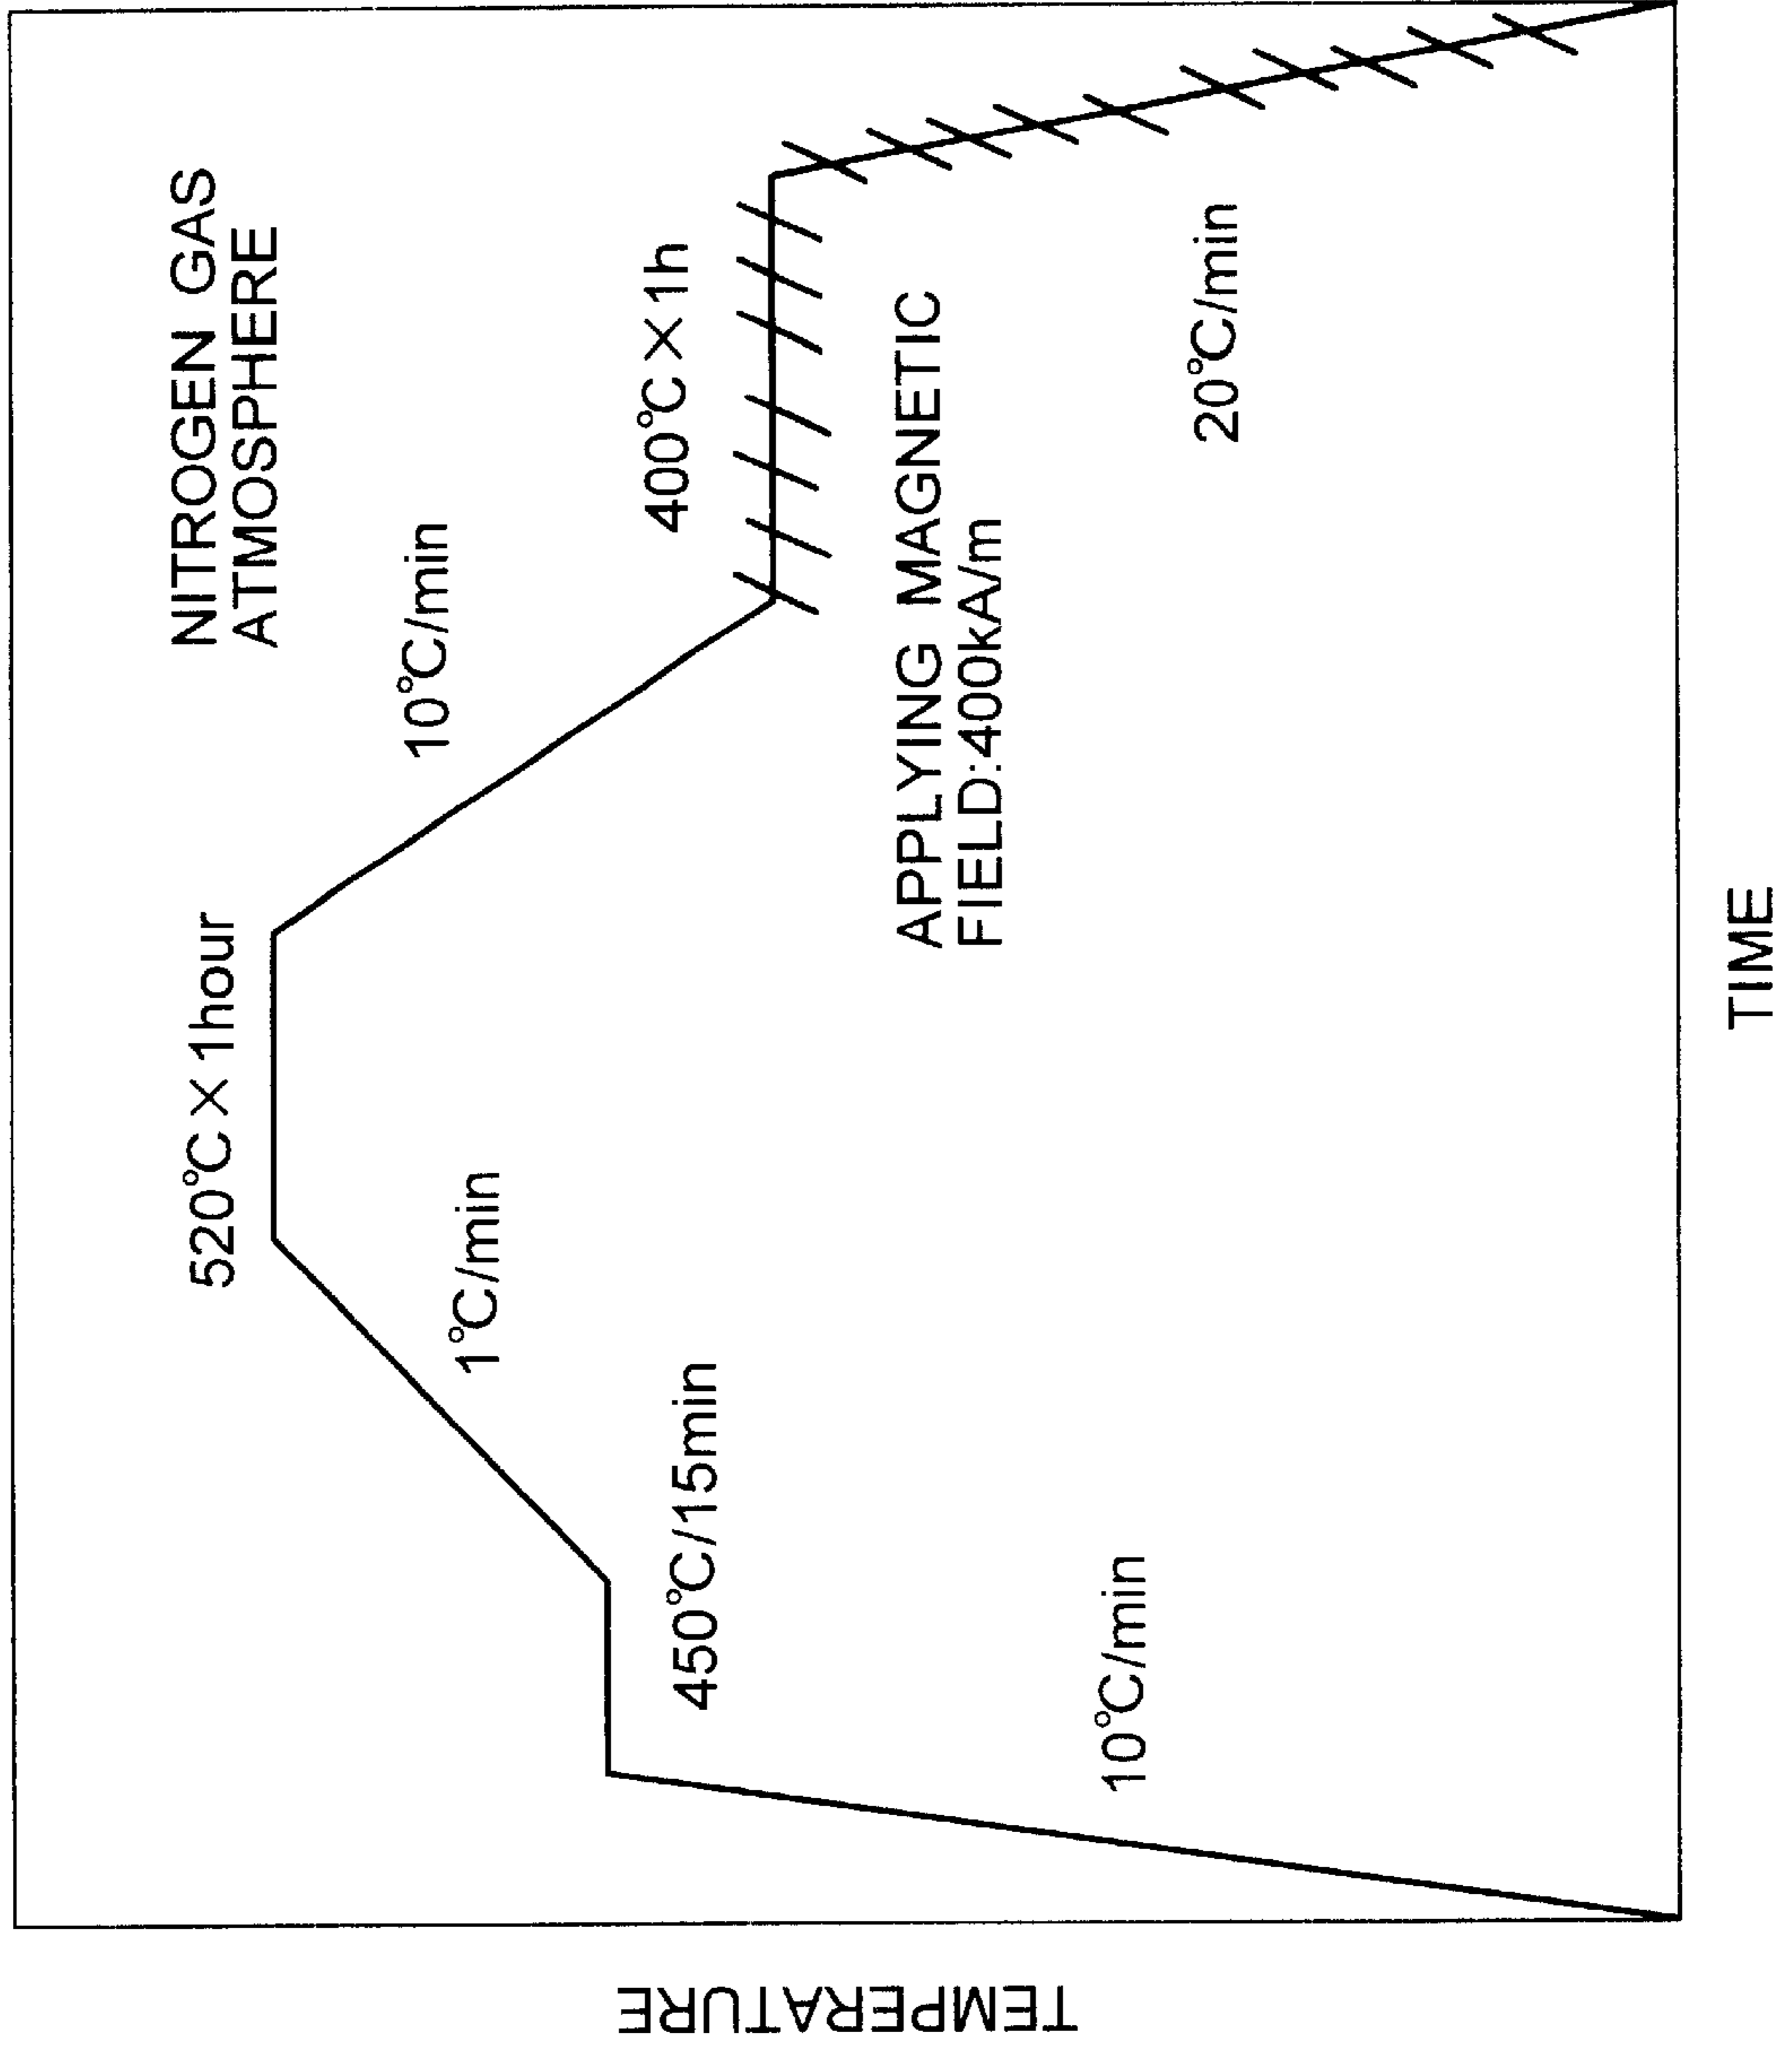 NITROGEN GAS
ATMOSPHERE
520℃×1hour
10℃/min
1℃/min
400℃×1h
450℃/15min
APPLYING MAGNETIC
FIELD:400kA/m
10℃/min
20℃/min
TEMPERATURE
TIME